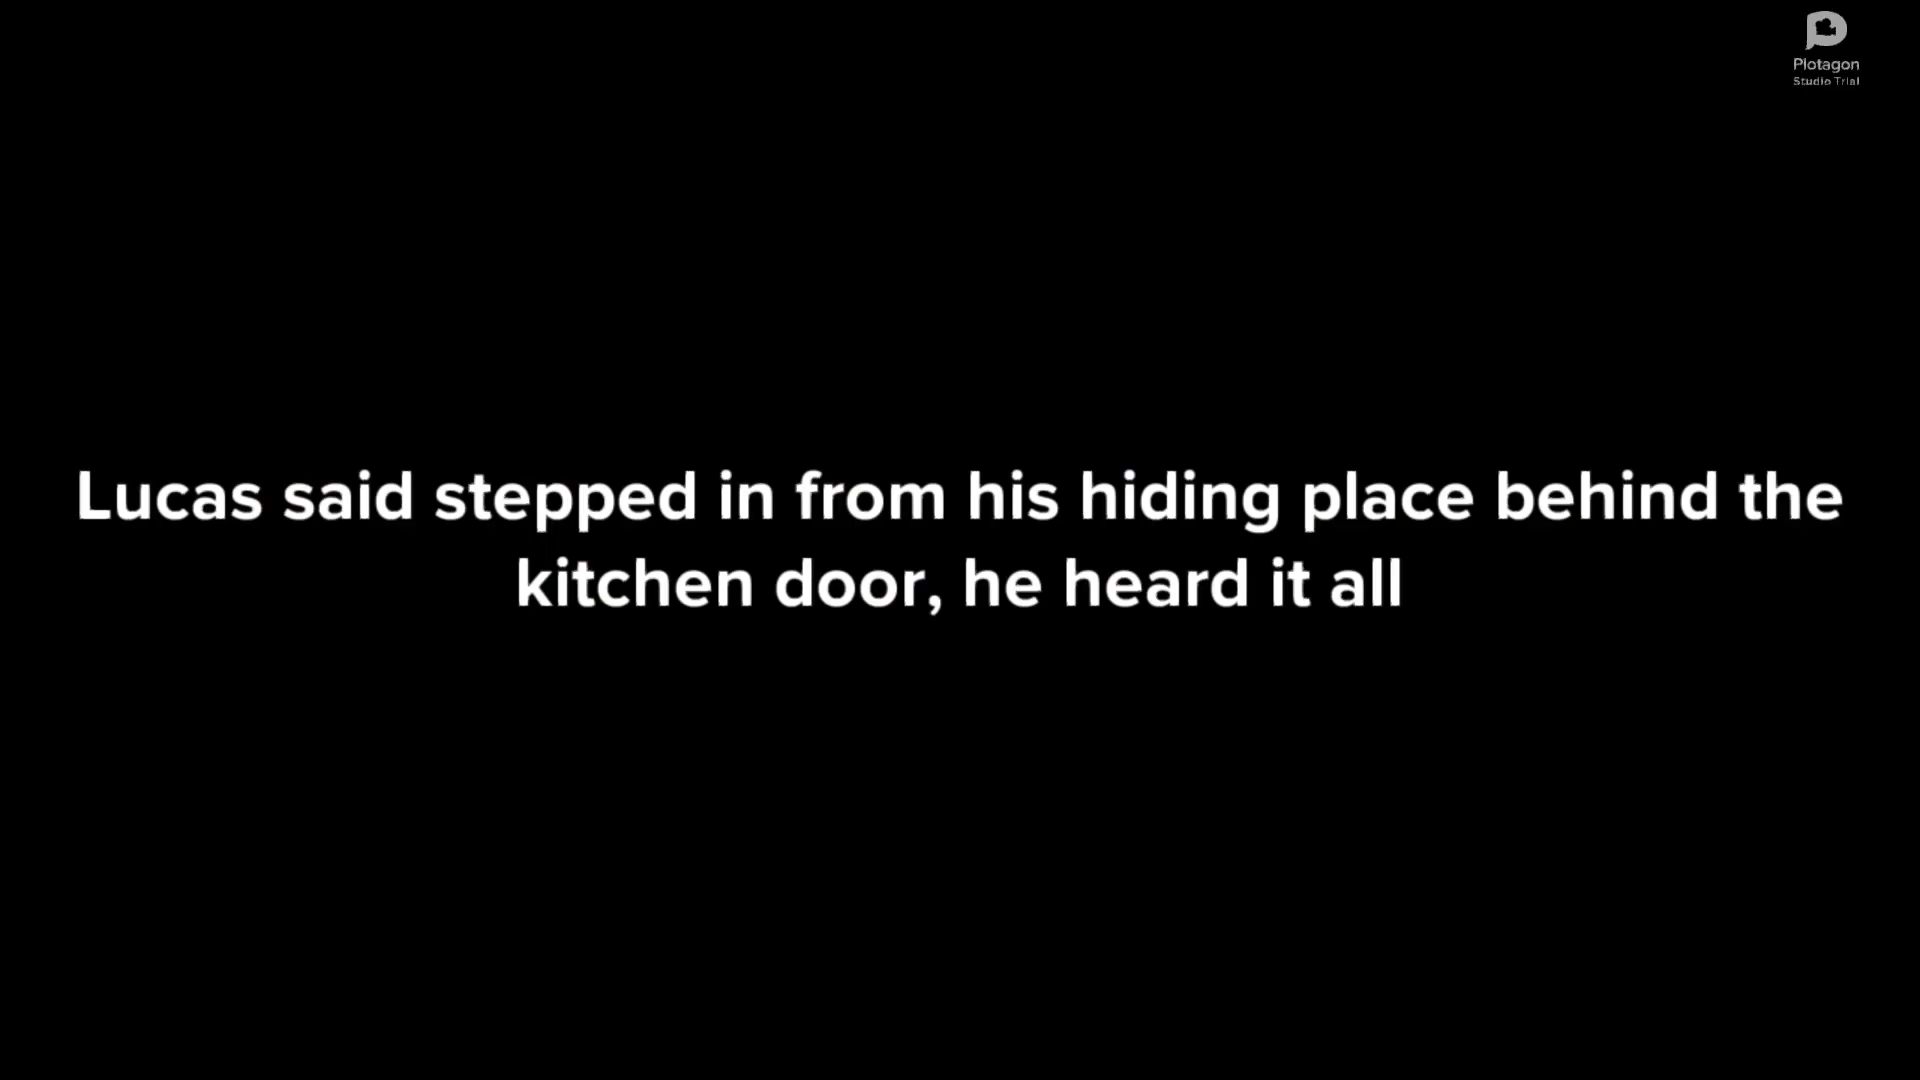 Plotagon
Studio Trial
Lucas said stepped in from his hiding place behind the
kitchen door, he heard it all